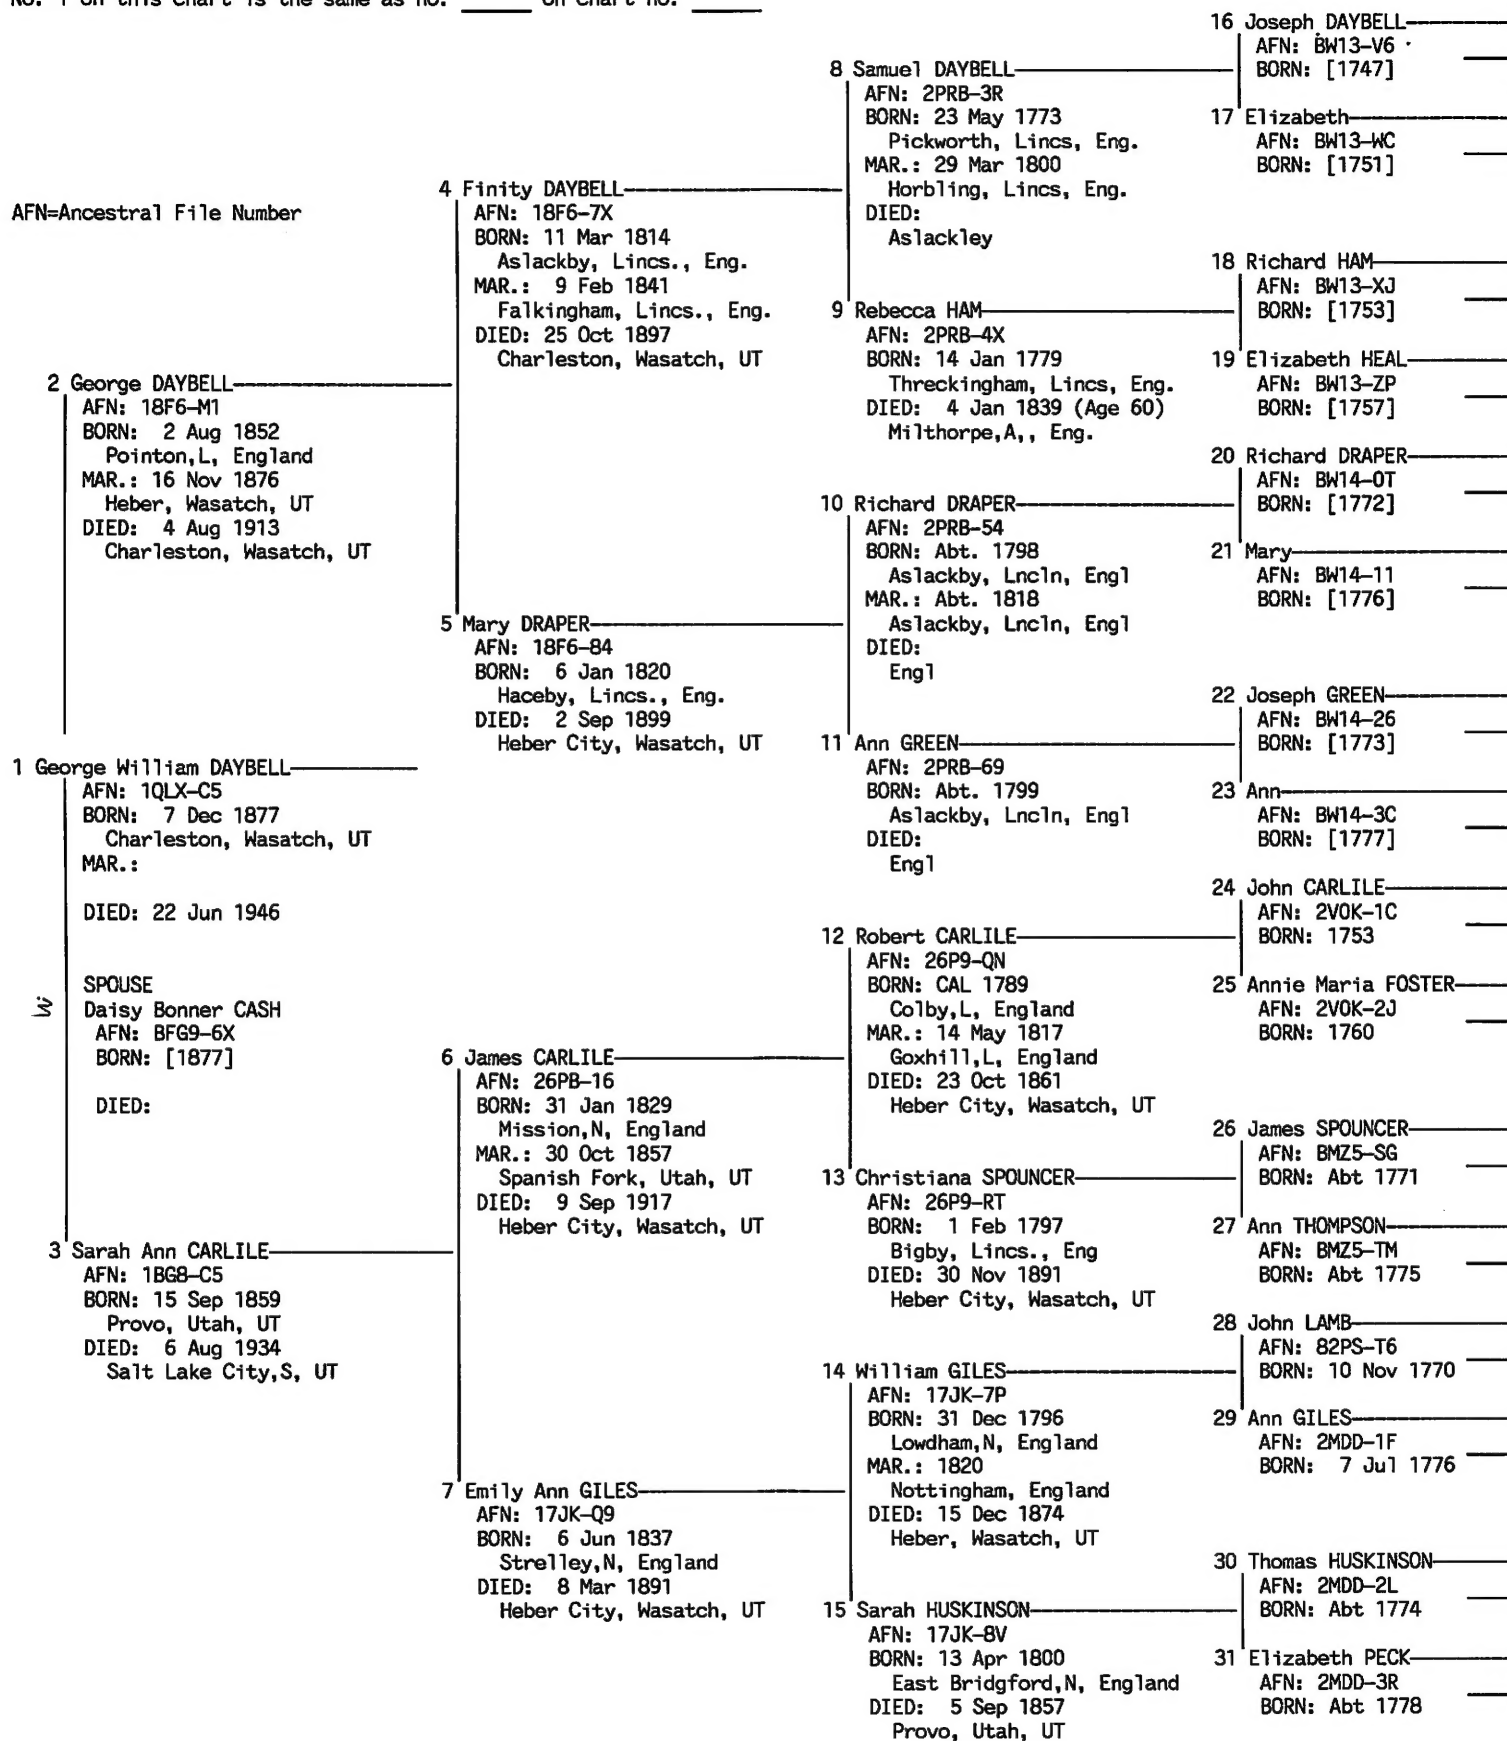 No. 1 on this chart is the same as no. ______ on chart no. ______
AFN=Ancestral File Number
1 George William DAYBELL
AFN: 1QLX-C5
BORN: 7 Dec 1877
Charleston, Wasatch, UT
MAR.:
DIED: 22 Jun 1946
SPOUSE
Daisy Bonner CASH
AFN: BFG9-6X
BORN: [1877]
DIED:
2 George DAYBELL
AFN: 18F6-M1
BORN: 2 Aug 1852
Pointon,L, England
MAR.: 16 Nov 1876
Heber, Wasatch, UT
DIED: 4 Aug 1913
Charleston, Wasatch, UT
3 Sarah Ann CARLILE
AFN: 1BG8-C5
BORN: 15 Sep 1859
Provo, Utah, UT
DIED: 6 Aug 1934
Salt Lake City,S, UT
4 Finity DAYBELL
AFN: 18F6-7X
BORN: 11 Mar 1814
Aslackby, Lincs., Eng.
MAR.: 9 Feb 1841
Falkingham, Lincs., Eng.
DIED: 25 Oct 1897
Charleston, Wasatch, UT
5 Mary DRAPER
AFN: 18F6-84
BORN: 6 Jan 1820
Haceby, Lincs., Eng.
DIED: 2 Sep 1899
Heber City, Wasatch, UT
6 James CARLILE
AFN: 26PB-16
BORN: 31 Jan 1829
Mission,N, England
MAR.: 30 Oct 1857
Spanish Fork, Utah, UT
DIED: 9 Sep 1917
Heber City, Wasatch, UT
7 Emily Ann GILES
AFN: 17JK-Q9
BORN: 6 Jun 1837
Strelley,N, England
DIED: 8 Mar 1891
Heber City, Wasatch, UT
8 Samuel DAYBELL
AFN: 2PRB-3R
BORN: 23 May 1773
Pickworth, Lincs, Eng.
MAR.: 29 Mar 1800
Horbling, Lincs, Eng.
DIED:
Aslackley
9 Rebecca HAM
AFN: 2PRB-4X
BORN: 14 Jan 1779
Threckingham, Lincs, Eng.
DIED: 4 Jan 1839 (Age 60)
Milthorpe,A,, Eng.
10 Richard DRAPER
AFN: 2PRB-54
BORN: Abt. 1798
Aslackby, Lncln, Engl
MAR.: Abt. 1818
Aslackby, Lncln, Engl
DIED:
Engl
11 Ann GREEN
AFN: 2PRB-69
BORN: Abt. 1799
Aslackby, Lncln, Engl
DIED:
Engl
12 Robert CARLILE
AFN: 26P9-QN
BORN: CAL 1789
Colby,L, England
MAR.: 14 May 1817
Goxhill,L, England
DIED: 23 Oct 1861
Heber City, Wasatch, UT
13 Christiana SPOUNCER
AFN: 26P9-RT
BORN: 1 Feb 1797
Bigby, Lincs., Eng
DIED: 30 Nov 1891
Heber City, Wasatch, UT
14 William GILES
AFN: 17JK-7P
BORN: 31 Dec 1796
Lowdham,N, England
MAR.: 1820
Nottingham, England
DIED: 15 Dec 1874
Heber, Wasatch, UT
15 Sarah HUSKINSON
AFN: 17JK-8V
BORN: 13 Apr 1800
East Bridgford,N, England
DIED: 5 Sep 1857
Provo, Utah, UT
16 Joseph DAYBELL
AFN: BW13-V6
BORN: [1747]
17 Elizabeth
AFN: BW13-WC
BORN: [1751]
18 Richard HAM
AFN: BW13-XJ
BORN: [1753]
19 Elizabeth HEAL
AFN: BW13-ZP
BORN: [1757]
20 Richard DRAPER
AFN: BW14-0T
BORN: [1772]
21 Mary
AFN: BW14-11
BORN: [1776]
22 Joseph GREEN
AFN: BW14-26
BORN: [1773]
23 Ann
AFN: BW14-3C
BORN: [1777]
24 John CARLILE
AFN: 2V0K-1C
BORN: 1753
25 Annie Maria FOSTER
AFN: 2V0K-2J
BORN: 1760
26 James SPOUNCER
AFN: BMZ5-SG
BORN: Abt 1771
27 Ann THOMPSON
AFN: BMZ5-TM
BORN: Abt 1775
28 John LAMB
AFN: 82PS-T6
BORN: 10 Nov 1770
29 Ann GILES
AFN: 2MDD-1F
BORN: 7 Jul 1776
30 Thomas HUSKINSON
AFN: 2MDD-2L
BORN: Abt 1774
31 Elizabeth PECK
AFN: 2MDD-3R
BORN: Abt 1778